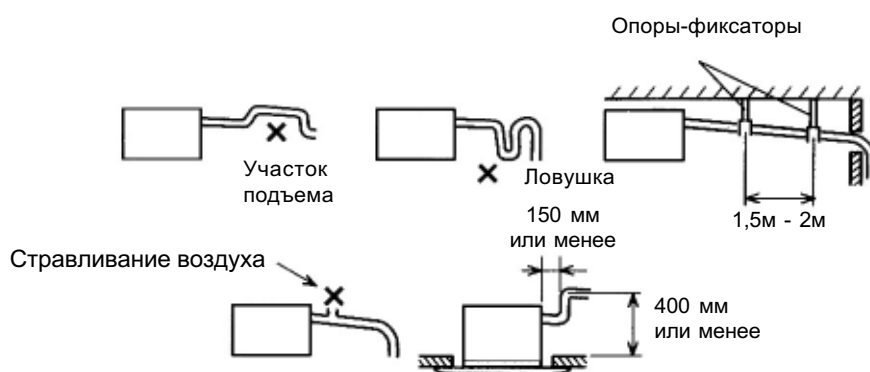 Опоры-фиксаторы
Участок
подъема
Ловушка
1,5м - 2м
150 мм
или менее
Стравливание воздуха
400 мм
или менее